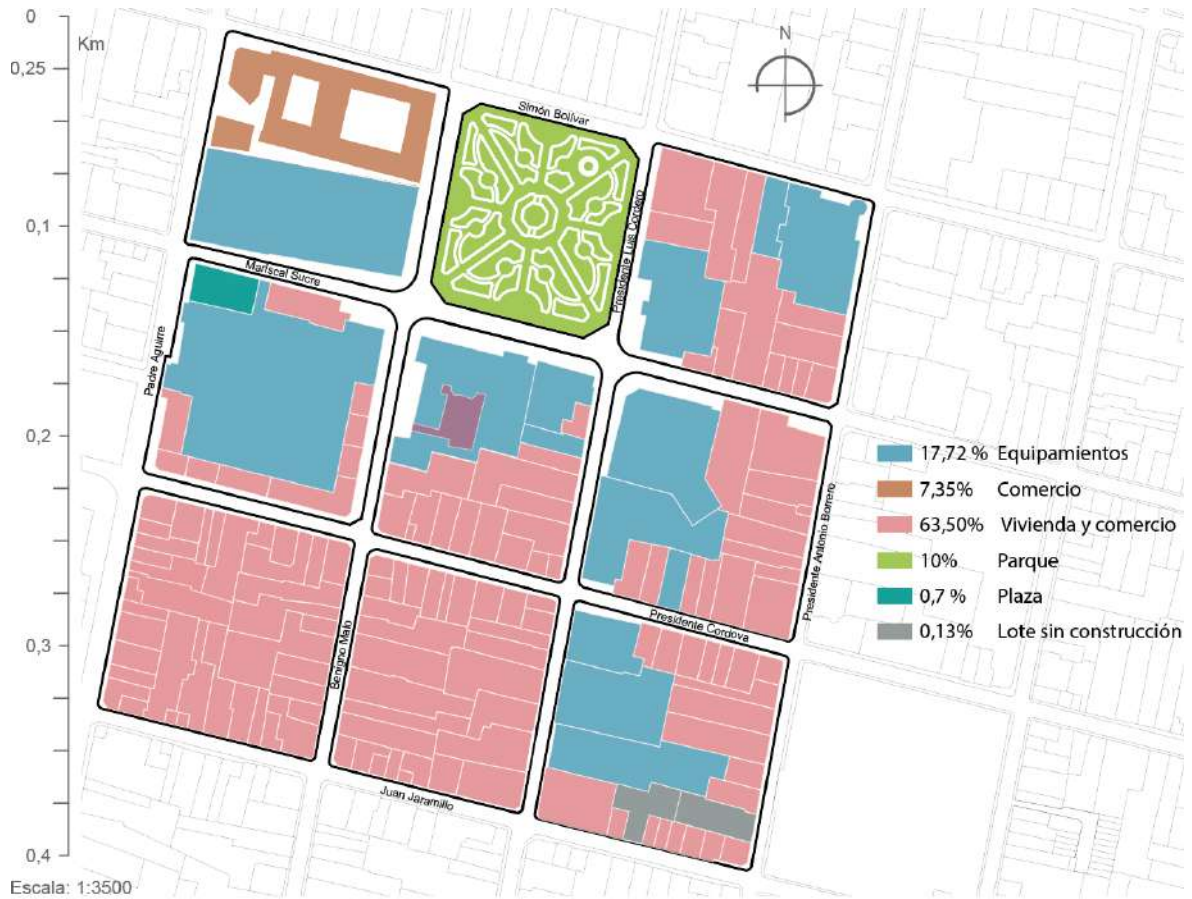 0
Km
0,25
0,1
0,2
0,3
0,4
Escala: 1:3500
N
Simón Bolívar
Presidente Luis Cordero
Mariscal Sucre
Padre Aguirre
Presidente Antonio Borrero
Presidente Cordova
Benigno Malo
Juan Jaramillo
17,72 % Equipamientos
7,35% Comercio
63,50% Vivienda y comercio
10% Parque
0,7 % Plaza
0,13% Lote sin construcción